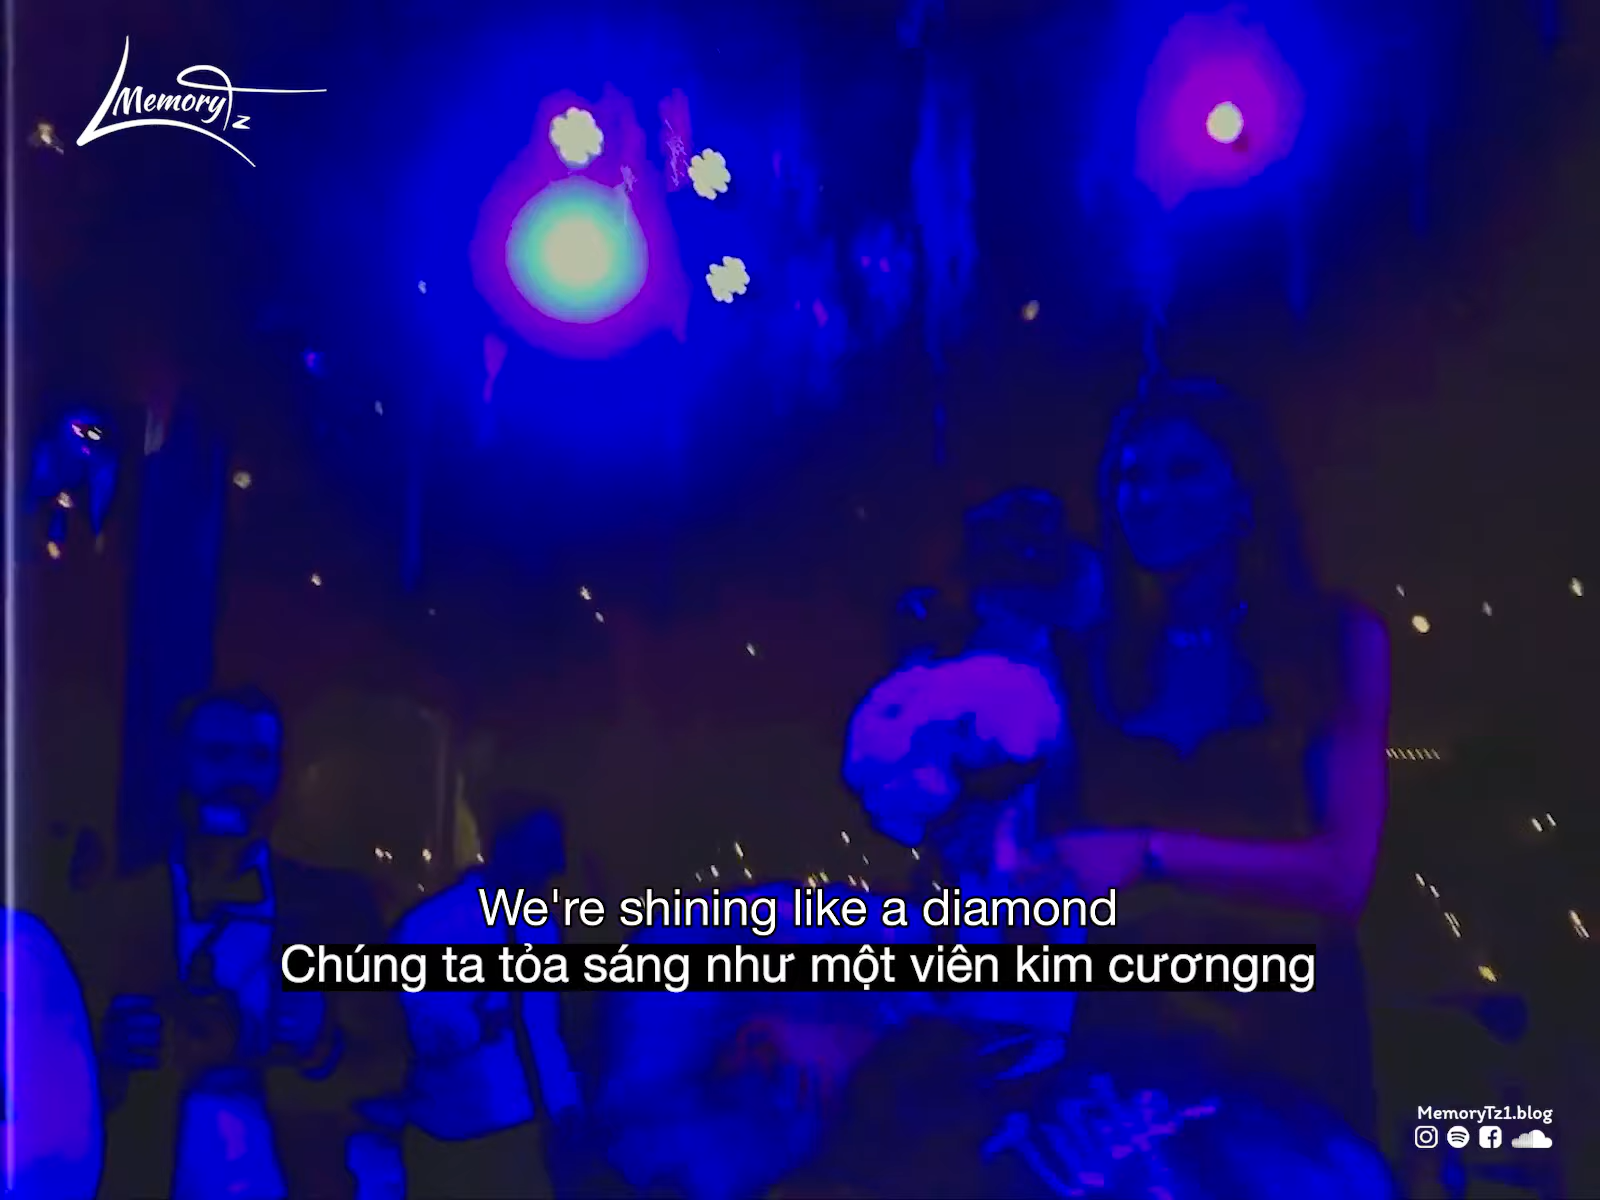 Memory Tz
We're shining like a diamond
Chúng ta tỏa sáng như một viên kim cươngng
MemoryTz1.blog